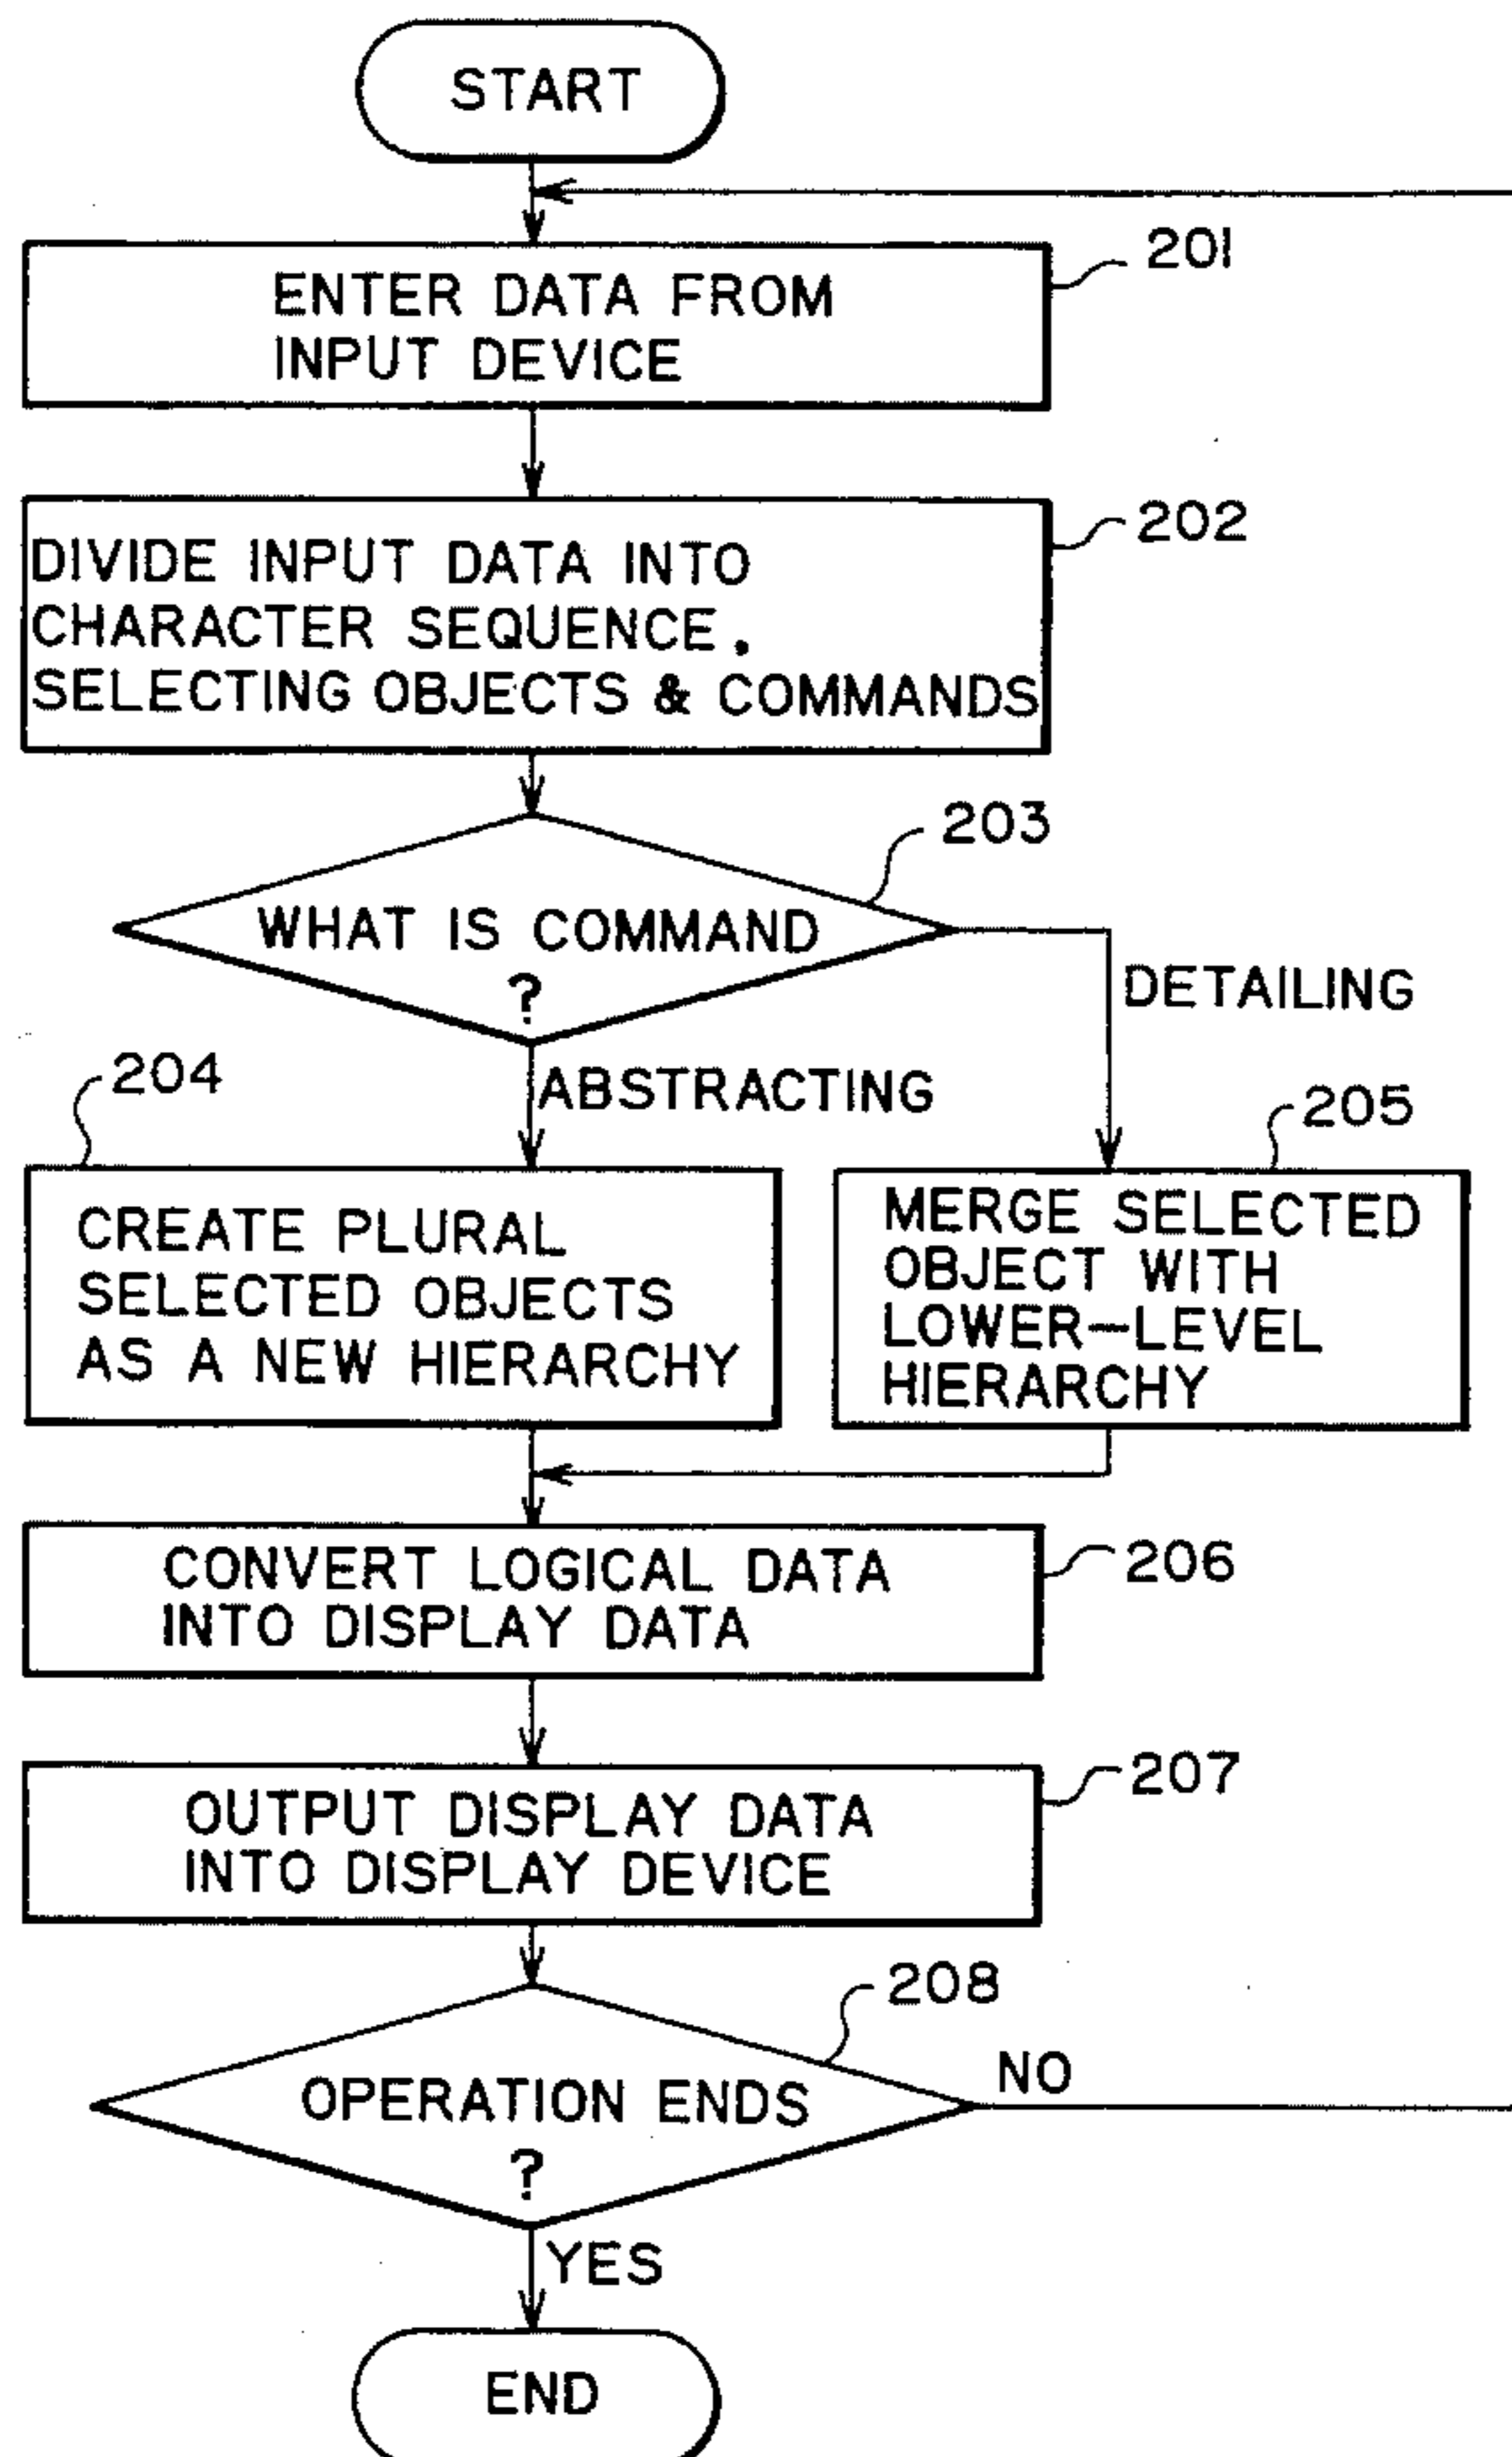 START
201
ENTER DATA FROM
INPUT DEVICE
202
DIVIDE INPUT DATA INTO
CHARACTER SEQUENCE.
SELECTING OBJECTS & COMMANDS
203
WHAT IS COMMAND
?
DETAILING
204
ABSTRACTING
205
CREATE PLURAL
SELECTED OBJECTS
AS A NEW HIERARCHY
MERGE SELECTED
OBJECT WITH
LOWER-LEVEL
HIERARCHY
206
CONVERT LOGICAL DATA
INTO DISPLAY DATA
207
OUTPUT DISPLAY DATA
INTO DISPLAY DEVICE
208
OPERATION ENDS
?
NO
YES
END